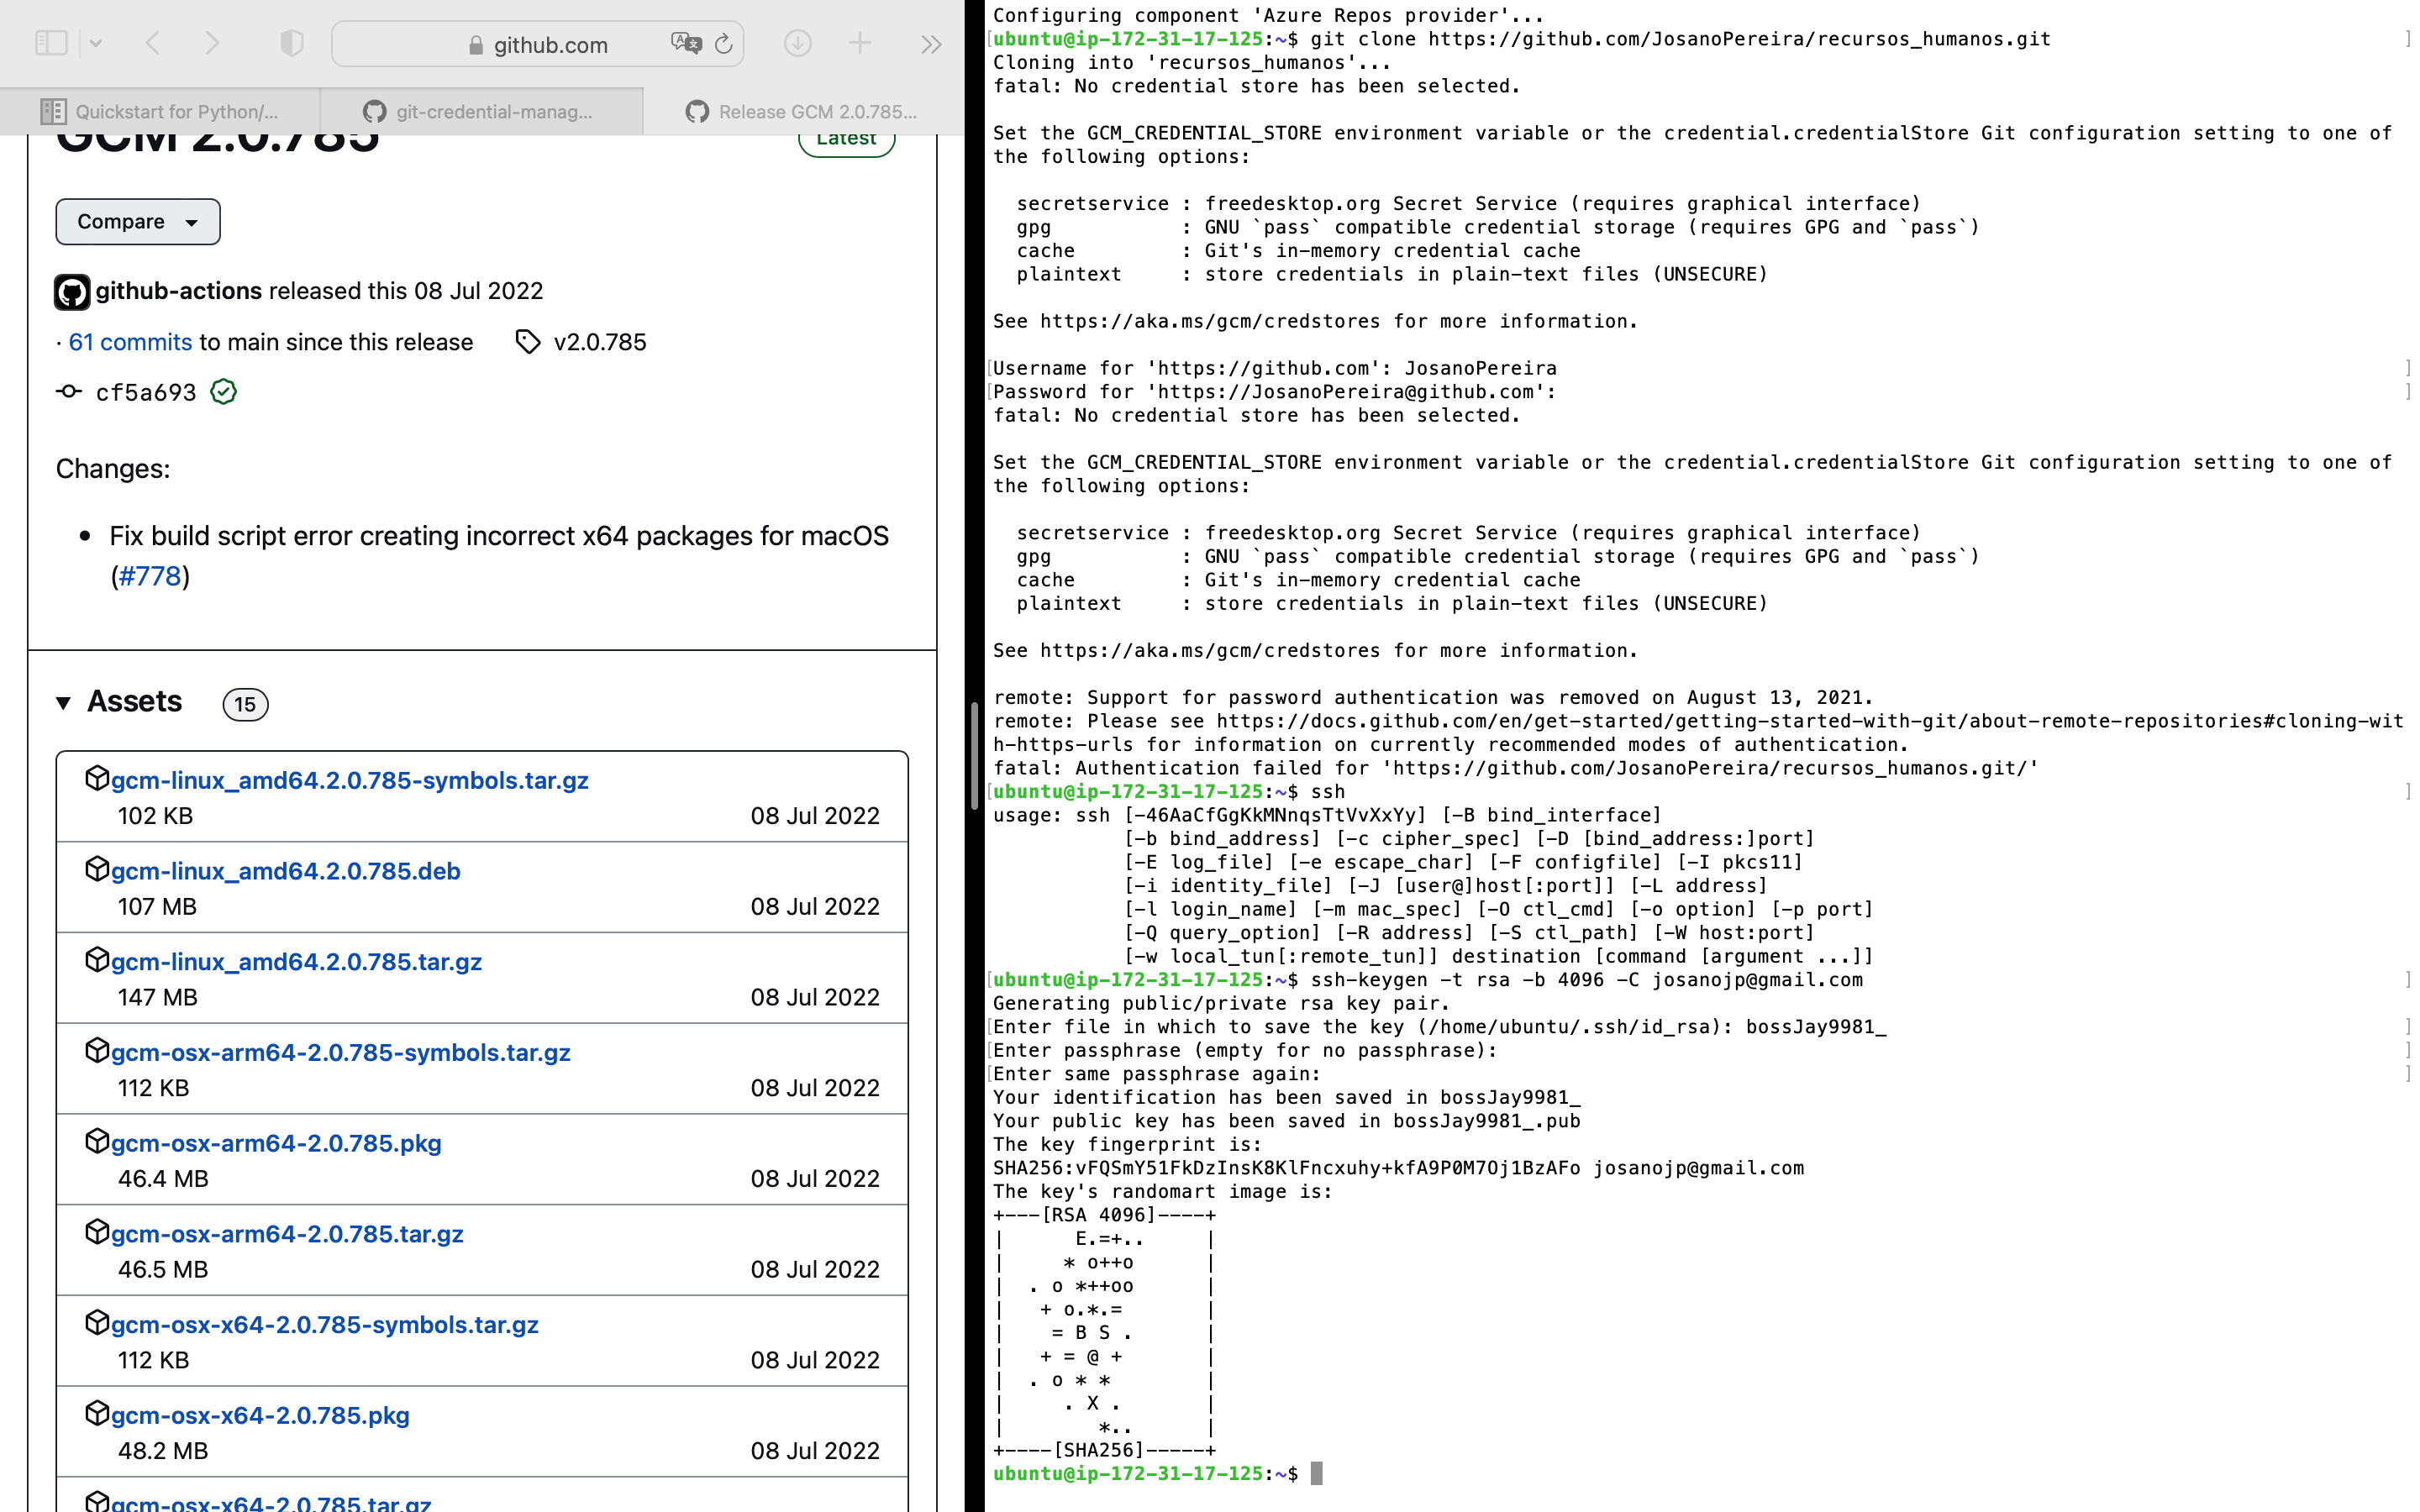 github.com
Quickstart for Python/...
git-credential-manag...
Release GCM 2.0.785...
GCM 2.0.785
Latest
Compare
github-actions released this 08 Jul 2022
· 61 commits to main since this release v2.0.785
cf5a693
Changes:
• Fix build script error creating incorrect x64 packages for macOS
(#778)
Assets 15
gcm-linux_amd64.2.0.785-symbols.tar.gz
102 KB 08 Jul 2022
gcm-linux_amd64.2.0.785.deb
107 MB 08 Jul 2022
gcm-linux_amd64.2.0.785.tar.gz
147 MB 08 Jul 2022
gcm-osx-arm64-2.0.785-symbols.tar.gz
112 KB 08 Jul 2022
gcm-osx-arm64-2.0.785.pkg
46.4 MB 08 Jul 2022
gcm-osx-arm64-2.0.785.tar.gz
46.5 MB 08 Jul 2022
gcm-osx-x64-2.0.785-symbols.tar.gz
112 KB 08 Jul 2022
gcm-osx-x64-2.0.785.pkg
48.2 MB 08 Jul 2022
gcm-osx-x64-2.0.785.tar.gz
Configuring component 'Azure Repos provider'...
[ubuntu@ip-172-31-17-125:~$ git clone https://github.com/JosanoPereira/recursos_humanos.git ]
Cloning into 'recursos_humanos'...
fatal: No credential store has been selected.
Set the GCM_CREDENTIAL_STORE environment variable or the credential.credentialStore Git configuration setting to one of
the following options:
  secretservice : freedesktop.org Secret Service (requires graphical interface)
  gpg           : GNU `pass` compatible credential storage (requires GPG and `pass`)
  cache         : Git's in-memory credential cache
  plaintext     : store credentials in plain-text files (UNSECURE)
See https://aka.ms/gcm/credstores for more information.
[Username for 'https://github.com': JosanoPereira ]
[Password for 'https://JosanoPereira@github.com': ]
fatal: No credential store has been selected.
Set the GCM_CREDENTIAL_STORE environment variable or the credential.credentialStore Git configuration setting to one of
the following options:
  secretservice : freedesktop.org Secret Service (requires graphical interface)
  gpg           : GNU `pass` compatible credential storage (requires GPG and `pass`)
  cache         : Git's in-memory credential cache
  plaintext     : store credentials in plain-text files (UNSECURE)
See https://aka.ms/gcm/credstores for more information.
remote: Support for password authentication was removed on August 13, 2021.
remote: Please see https://docs.github.com/en/get-started/getting-started-with-git/about-remote-repositories#cloning-wit
h-https-urls for information on currently recommended modes of authentication.
fatal: Authentication failed for 'https://github.com/JosanoPereira/recursos_humanos.git/'
[ubuntu@ip-172-31-17-125:~$ ssh ]
usage: ssh [-46AaCfGgKkMNnqsTtVvXxYy] [-B bind_interface]
           [-b bind_address] [-c cipher_spec] [-D [bind_address:]port]
           [-E log_file] [-e escape_char] [-F configfile] [-I pkcs11]
           [-i identity_file] [-J [user@]host[:port]] [-L address]
           [-l login_name] [-m mac_spec] [-O ctl_cmd] [-o option] [-p port]
           [-Q query_option] [-R address] [-S ctl_path] [-W host:port]
           [-w local_tun[:remote_tun]] destination [command [argument ...]]
[ubuntu@ip-172-31-17-125:~$ ssh-keygen -t rsa -b 4096 -C josanojp@gmail.com ]
Generating public/private rsa key pair.
[Enter file in which to save the key (/home/ubuntu/.ssh/id_rsa): bossJay9981_ ]
[Enter passphrase (empty for no passphrase): ]
[Enter same passphrase again: ]
Your identification has been saved in bossJay9981_
Your public key has been saved in bossJay9981_.pub
The key fingerprint is:
SHA256:vFQSmY51FkDzInsK8KlFncxuhy+kfA9P0M7Oj1BzAFo josanojp@gmail.com
The key's randomart image is:
+---[RSA 4096]----+
|      E.=+..     |
|     * o++o      |
|  . o *++oo      |
|   + o.*.=       |
|    = B S .      |
|   + = @ +       |
|  . o * *        |
|     . X .       |
|        *..      |
+----[SHA256]-----+
ubuntu@ip-172-31-17-125:~$